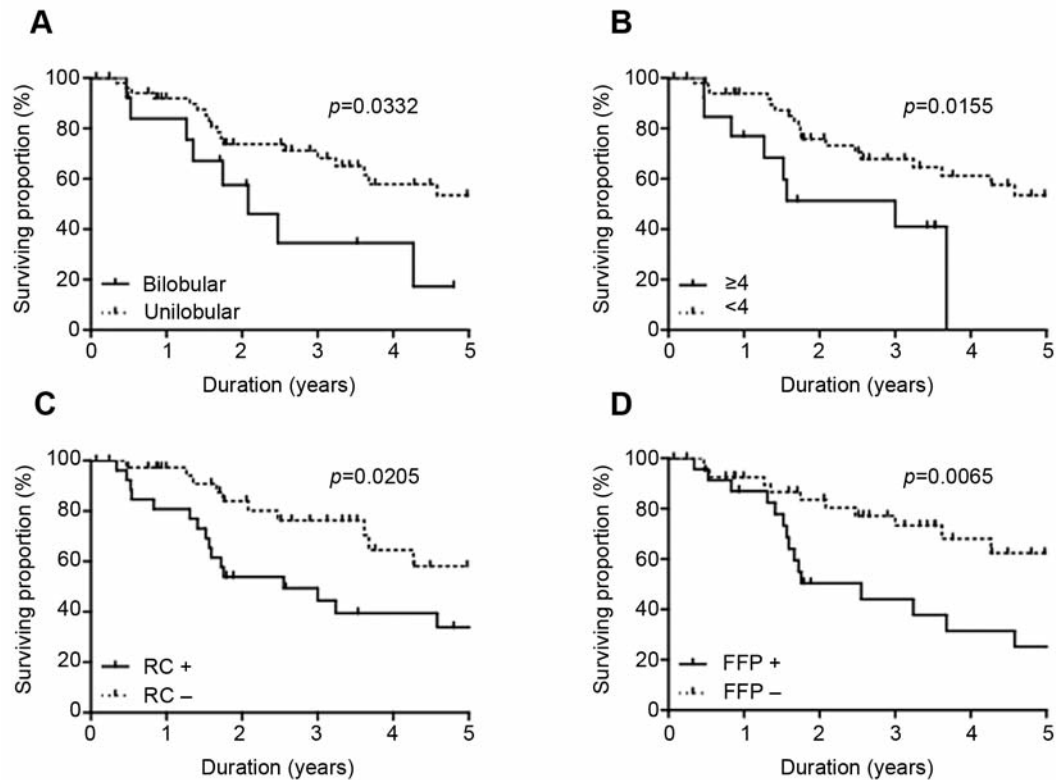 A
Surviving proportion (%)
100
80
60
40
20
0
p=0.0332
Bilobular
Unilobular
0 1 2 3 4 5
Duration (years)
B
Surviving proportion (%)
100
80
60
40
20
0
p=0.0155
≥4
<4
0 1 2 3 4 5
Duration (years)
C
Surviving proportion (%)
100
80
60
40
20
0
p=0.0205
RC +
RC –
0 1 2 3 4 5
Duration (years)
D
Surviving proportion (%)
100
80
60
40
20
0
p=0.0065
FFP +
FFP –
0 1 2 3 4 5
Duration (years)